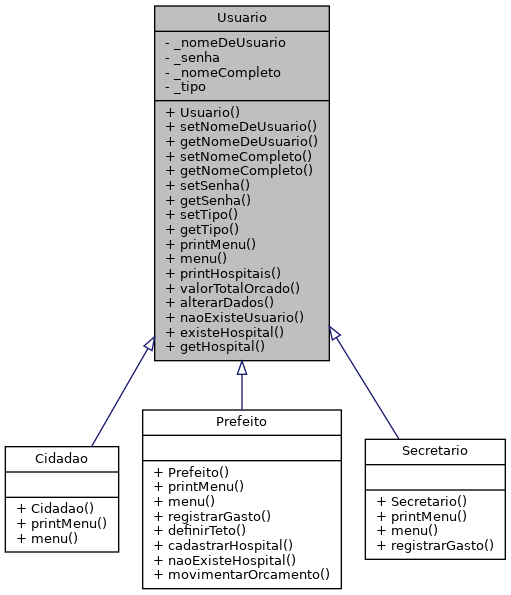 Usuario
- _nomeDeUsuario
- _senha
- _nomeCompleto
- _tipo
+ Usuario()
+ setNomeDeUsuario()
+ getNomeDeUsuario()
+ setNomeCompleto()
+ getNomeCompleto()
+ setSenha()
+ getSenha()
+ setTipo()
+ getTipo()
+ printMenu()
+ menu()
+ printHospitais()
+ valorTotalOrcado()
+ alterarDados()
+ naoExisteUsuario()
+ existeHospital()
+ getHospital()
Cidadao
+ Cidadao()
+ printMenu()
+ menu()
Prefeito
+ Prefeito()
+ printMenu()
+ menu()
+ registrarGasto()
+ definirTeto()
+ cadastrarHospital()
+ naoExisteHospital()
+ movimentarOrcamento()
Secretario
+ Secretario()
+ printMenu()
+ menu()
+ registrarGasto()